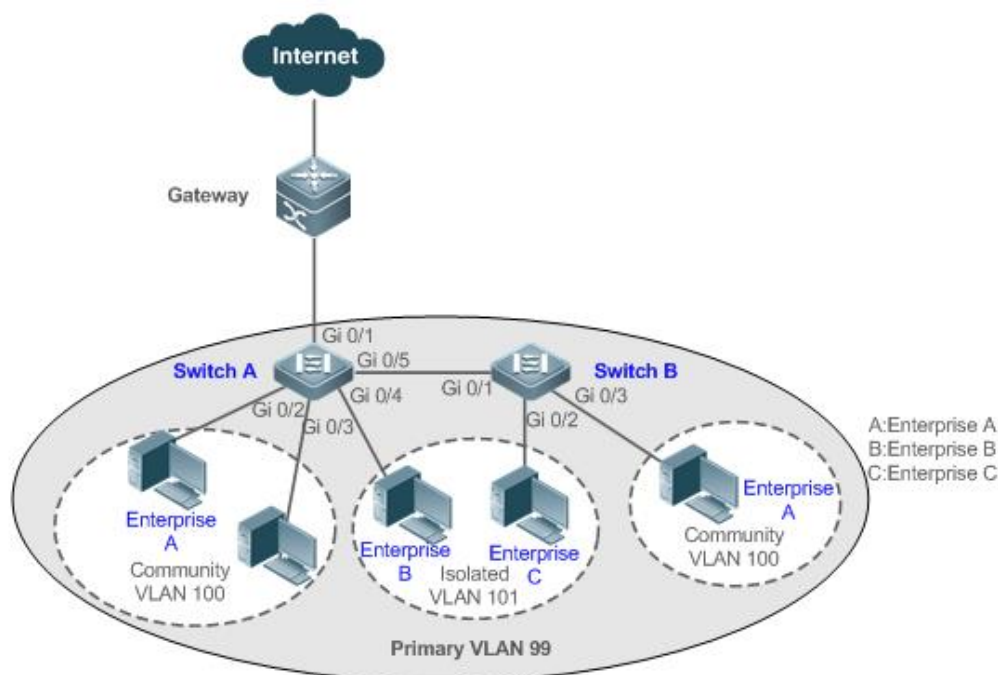 Internet
Gateway
Gi 0/1
Switch A
Gi 0/5
Gi 0/4
Gi 0/2
Gi 0/3
Gi 0/1
Switch B
Gi 0/3
Gi 0/2
A:Enterprise A
B:Enterprise B
C:Enterprise C
Enterprise
A
Community
VLAN 100
Enterprise
B
Enterprise
C
Isolated
VLAN 101
Enterprise
A
Community
VLAN 100
Primary VLAN 99